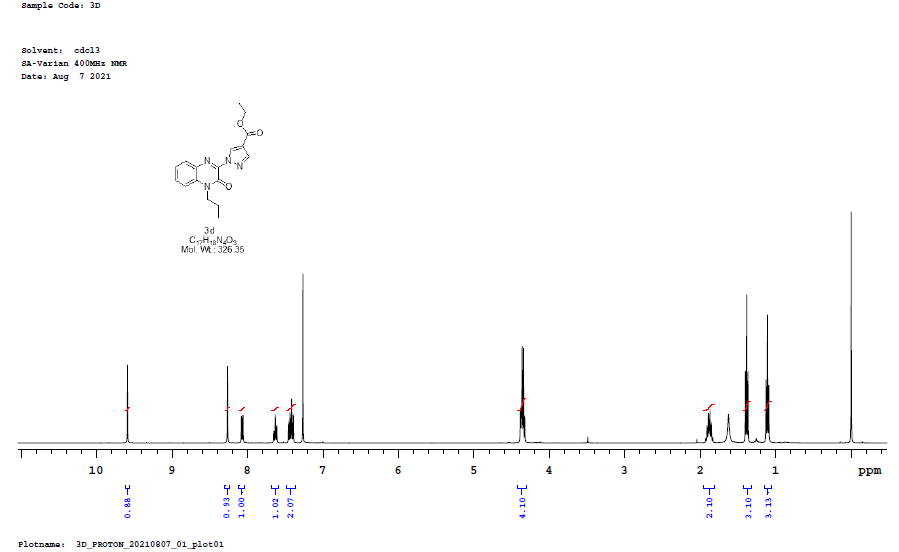 Sample Code: 3D
Solvent: cdcl3
SA-Varian 400MHz NMR
Date: Aug 7 2021
O
O
N
N
N
N
O
3d
C17H18N4O3
Mol. Wt.: 326.35
10 9 8 7 6 5 4 3 2 1 ppm
0.88 0.93 1.00 1.02 2.07 4.10 2.10 3.10 3.13
Plotname: 3D_PROTON_20210807_01_plot01